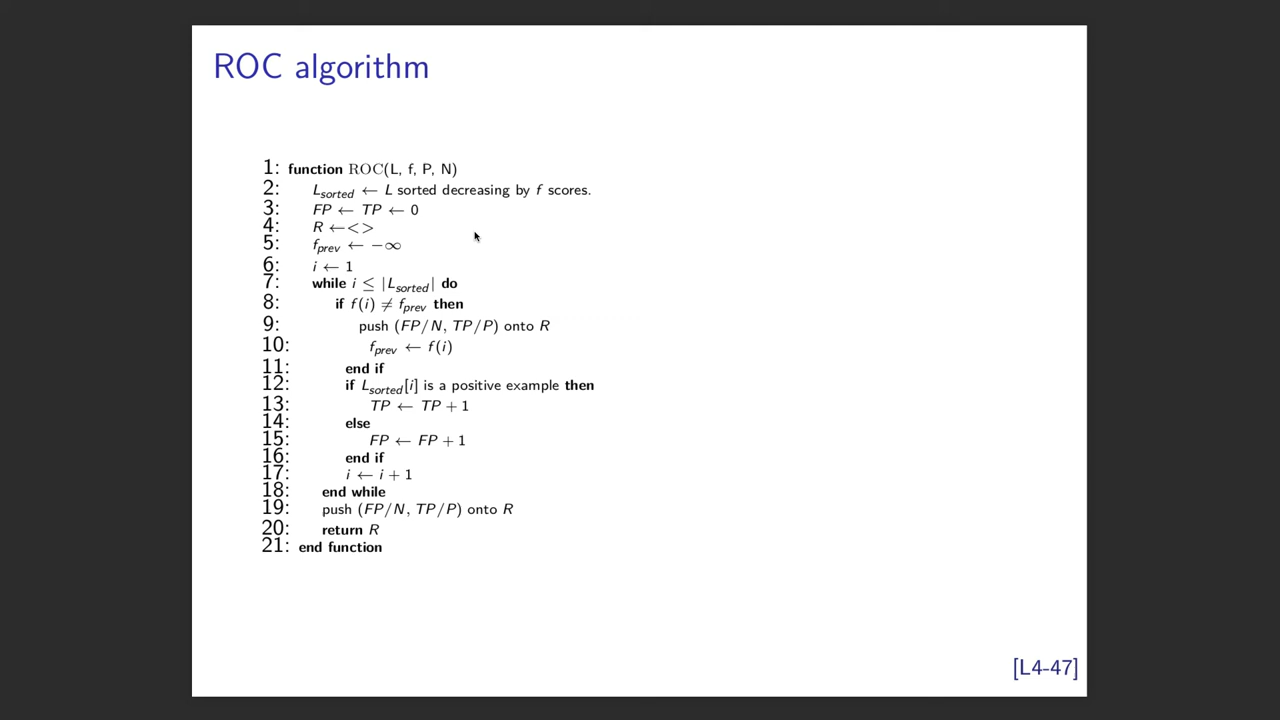 ROC algorithm
1: function ROC(L, f, P, N)
2: L_sorted ← L sorted decreasing by f scores.
3: FP ← TP ← 0
4: R ←<>
5: f_prev ← −∞
6: i ← 1
7: while i ≤ |L_sorted| do
8: if f(i) ≠ f_prev then
9: push (FP/N, TP/P) onto R
10: f_prev ← f(i)
11: end if
12: if L_sorted[i] is a positive example then
13: TP ← TP + 1
14: else
15: FP ← FP + 1
16: end if
17: i ← i + 1
18: end while
19: push (FP/N, TP/P) onto R
20: return R
21: end function
[L4-47]